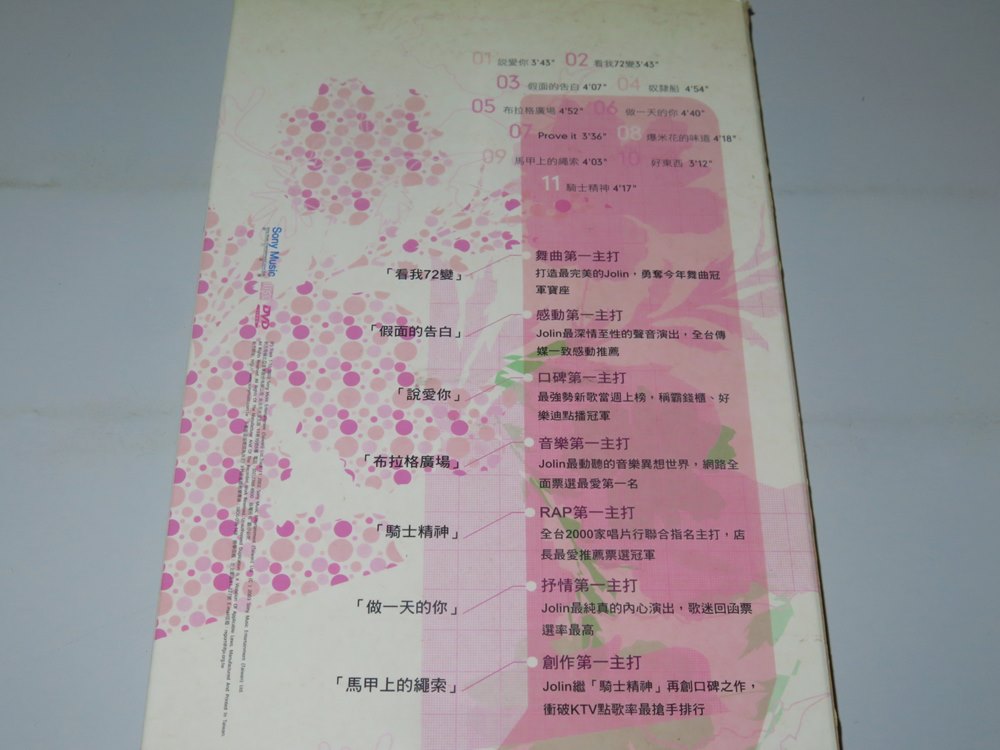 01 說愛你 3'43" 02 看我72變3'43"
03 假面的告白 4'07" 04 奴隸船 4'54"
05 布拉格廣場 4'52" 06 做一天的你 4'40"
07 Prove it 3'36" 08 爆米花的味道 4'18"
09 馬甲上的繩索 4'03" 10 好東西 3'12"
11 騎士精神 4'17"
「看我72變」
舞曲第一主打
打造最完美的Jolin，勇奪今年舞曲冠
軍寶座
「假面的告白」
感動第一主打
Jolin最深情至性的聲音演出，全台傳
媒一致感動推薦
「說愛你」
口碑第一主打
最強勢新歌當週上榜，稱霸錢櫃、好
樂迪點播冠軍
「布拉格廣場」
音樂第一主打
Jolin最動聽的音樂異想世界，網路全
面票選最愛第一名
「騎士精神」
RAP第一主打
全台2000家唱片行聯合指名主打，店
長最愛推薦票選冠軍
「做一天的你」
抒情第一主打
Jolin最純真的內心演出，歌迷回函票
選率最高
「馬甲上的繩索」
創作第一主打
Jolin繼「騎士精神」再創口碑之作，
衝破KTV點歌率最搶手排行
Sony Music
DVD